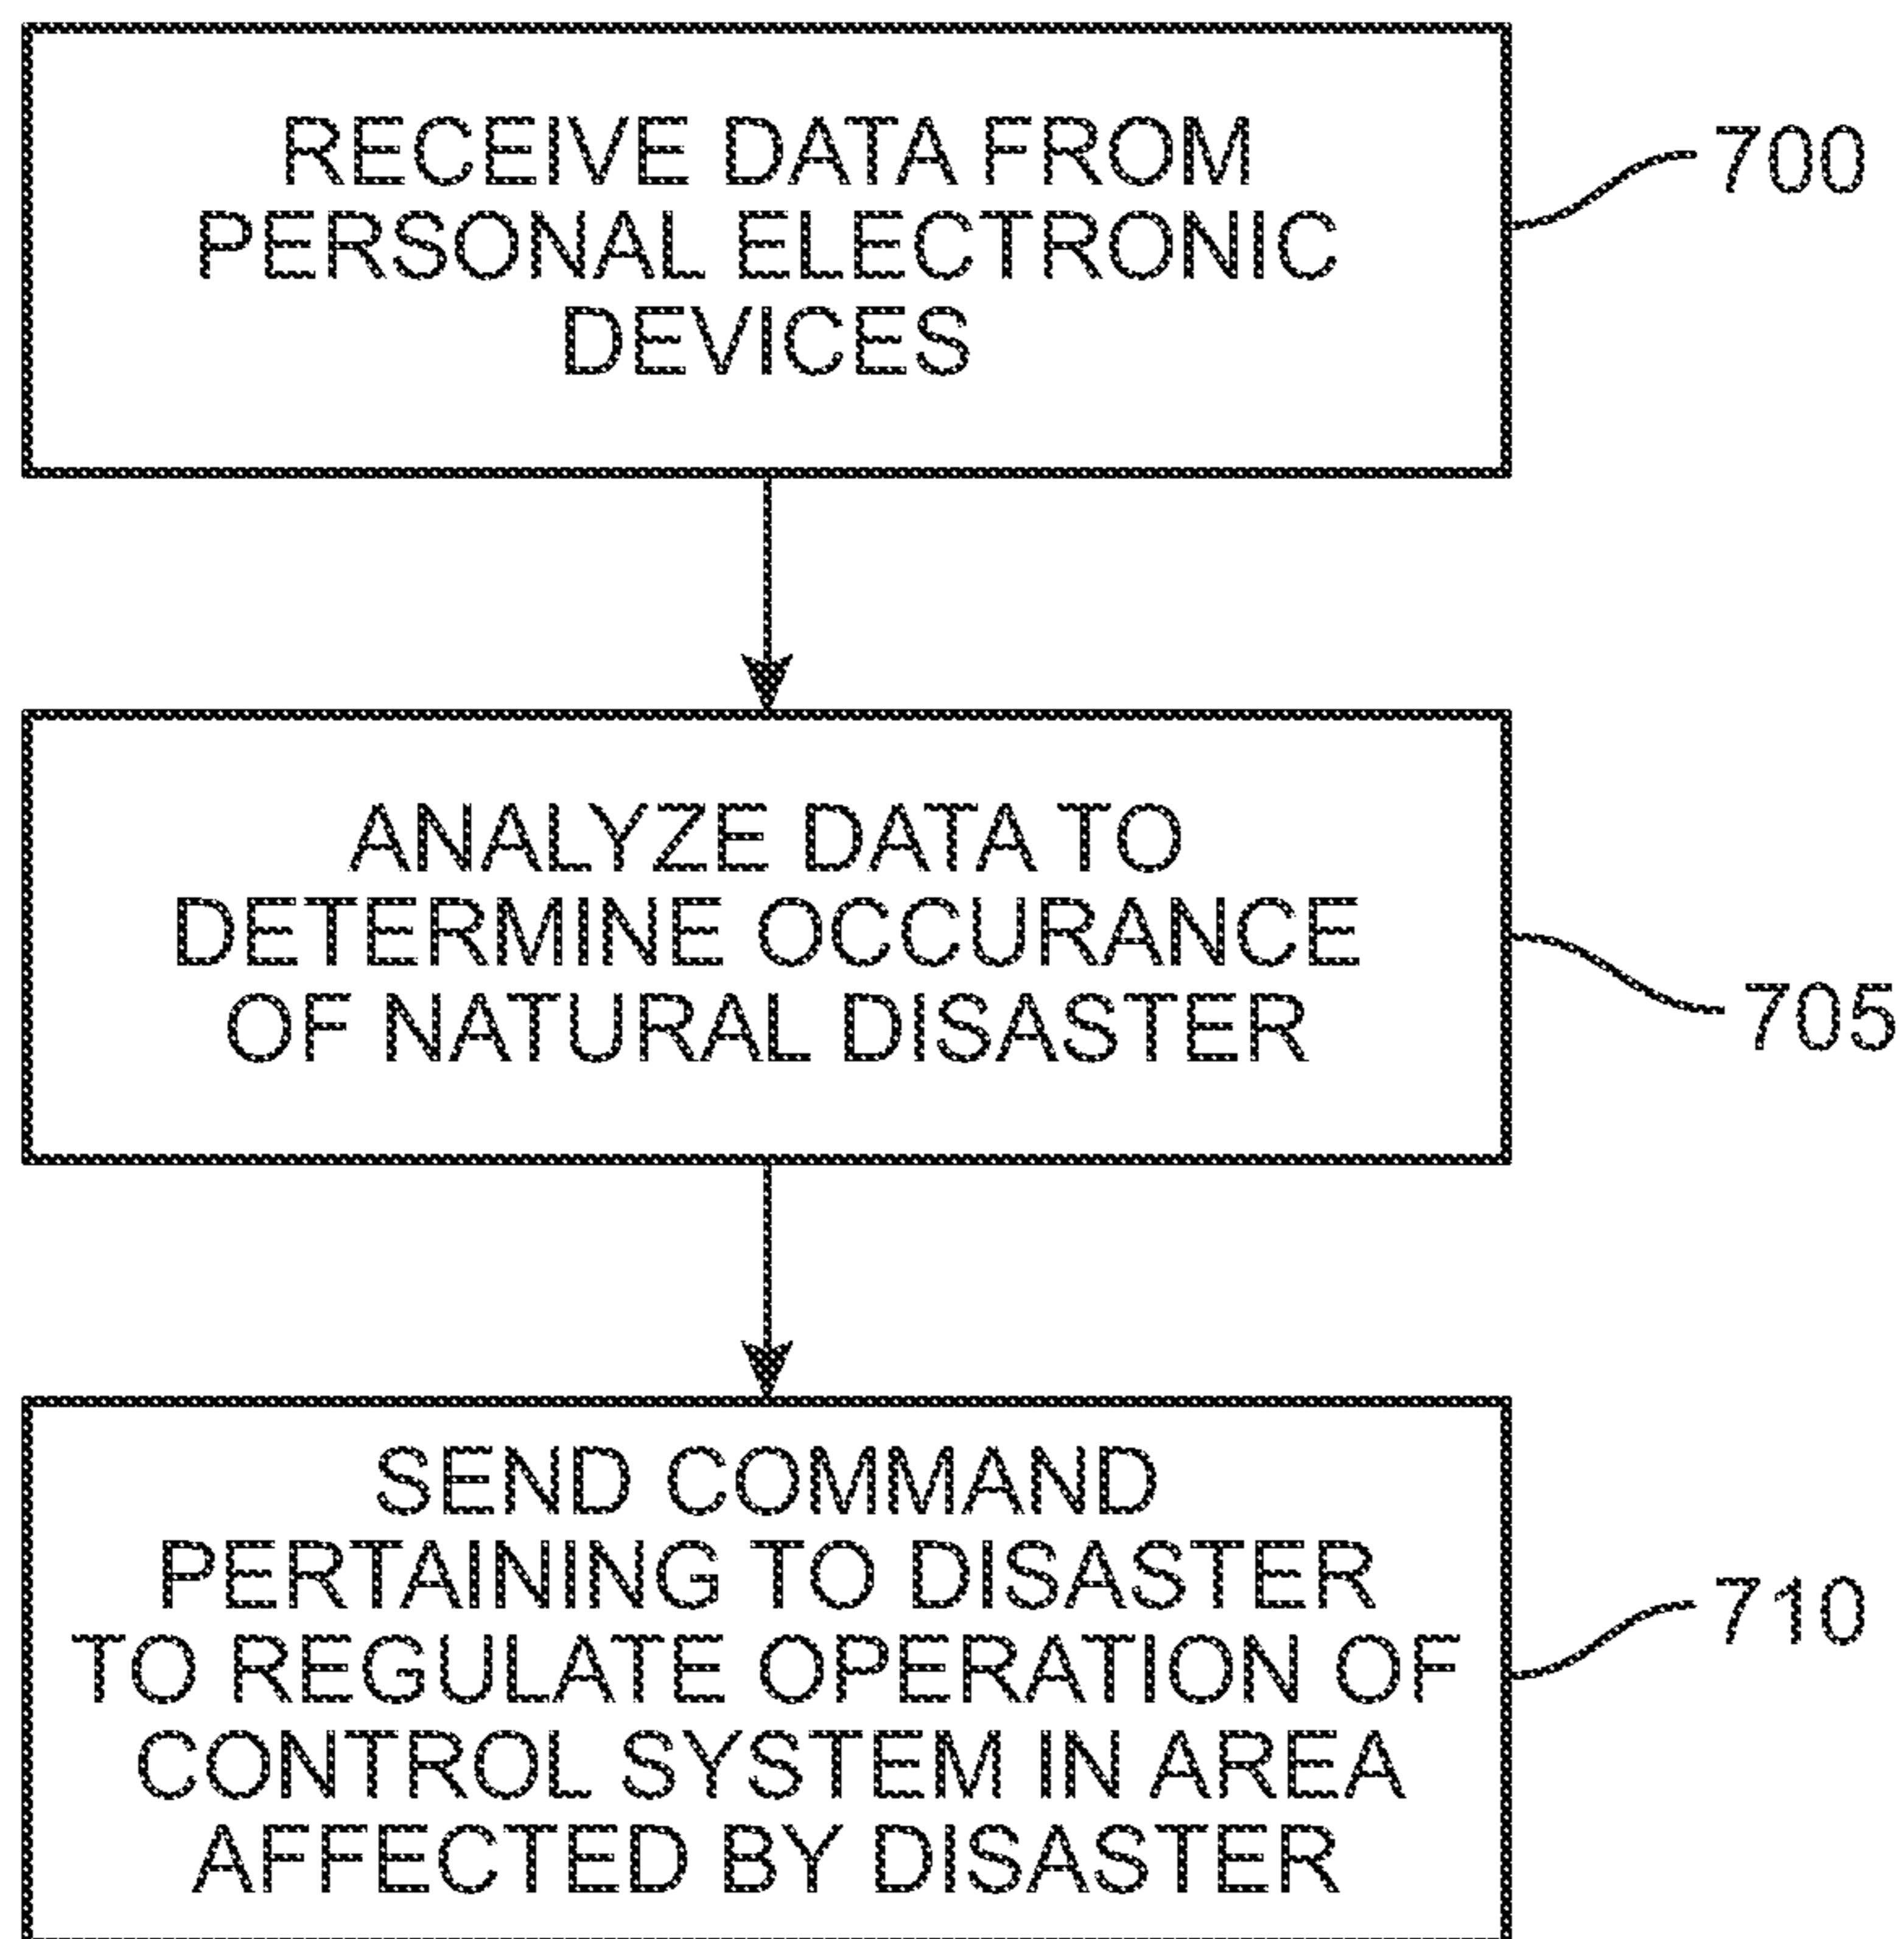 RECEIVE DATA FROM
PERSONAL ELECTRONIC
DEVICES
700
ANALYZE DATA TO
DETERMINE OCCURANCE
OF NATURAL DISASTER
705
SEND COMMAND
PERTAINING TO DISASTER
TO REGULATE OPERATION OF
CONTROL SYSTEM IN AREA
AFFECTED BY DISASTER
710